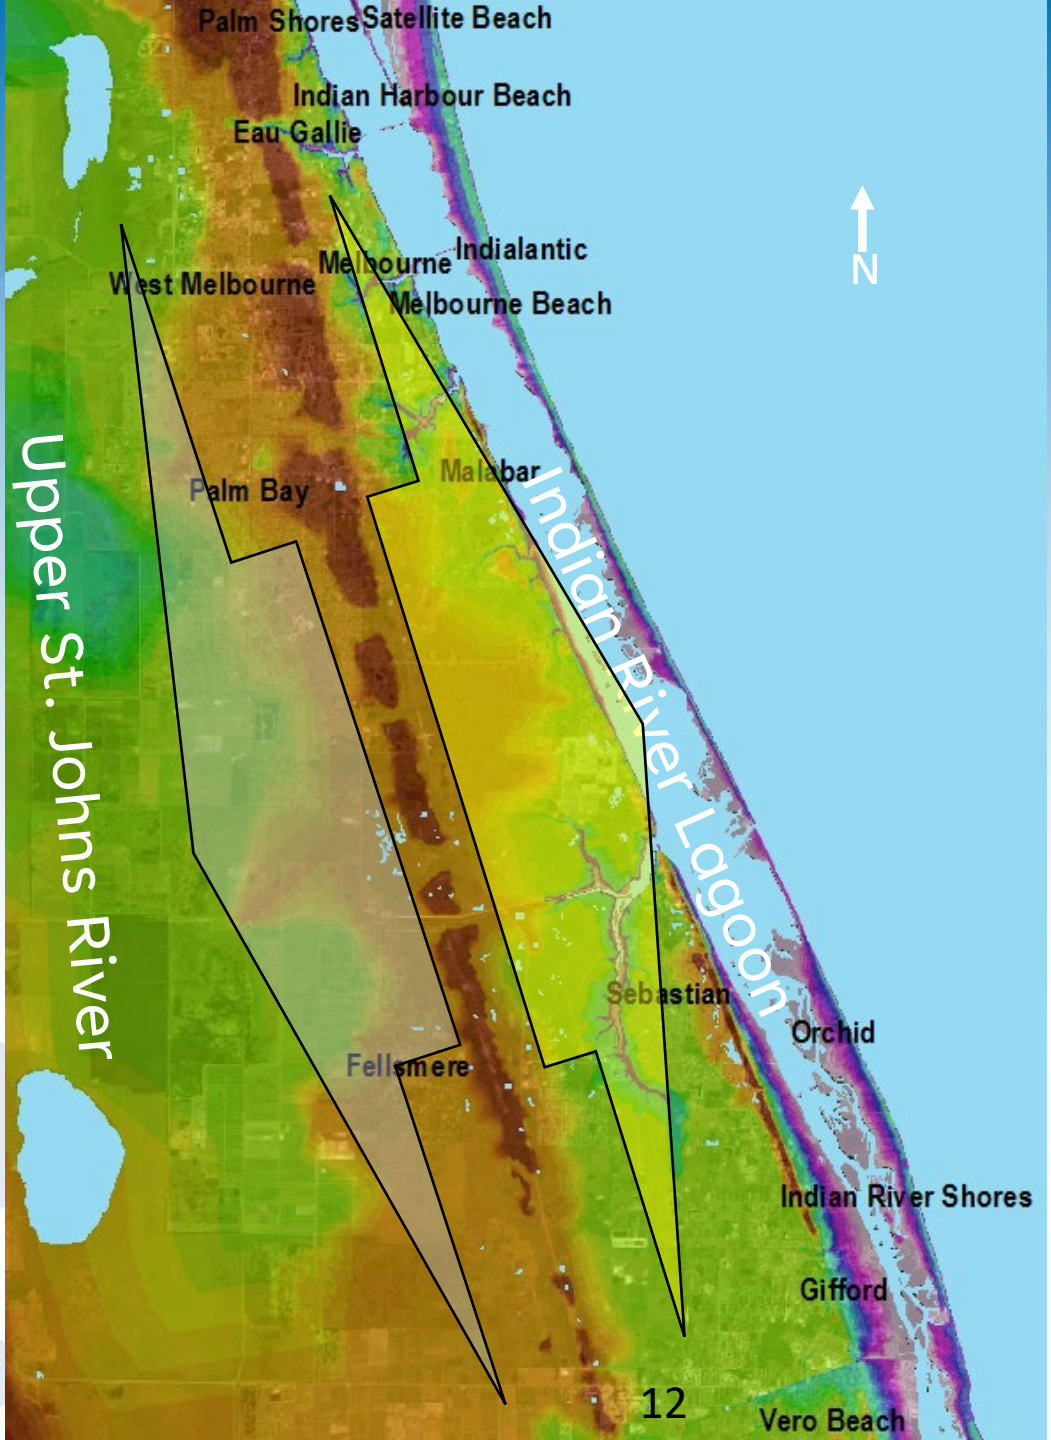 Palm Shores
Satellite Beach
Indian Harbour Beach
Eau Gallie
Indialantic
Melbourne
West Melbourne
Melbourne Beach
N
Malabar
Palm Bay
Upper St. Johns River
Indian River Lagoon
Sebastian
Orchid
Fellsmere
Indian River Shores
Gifford
12
Vero Beach